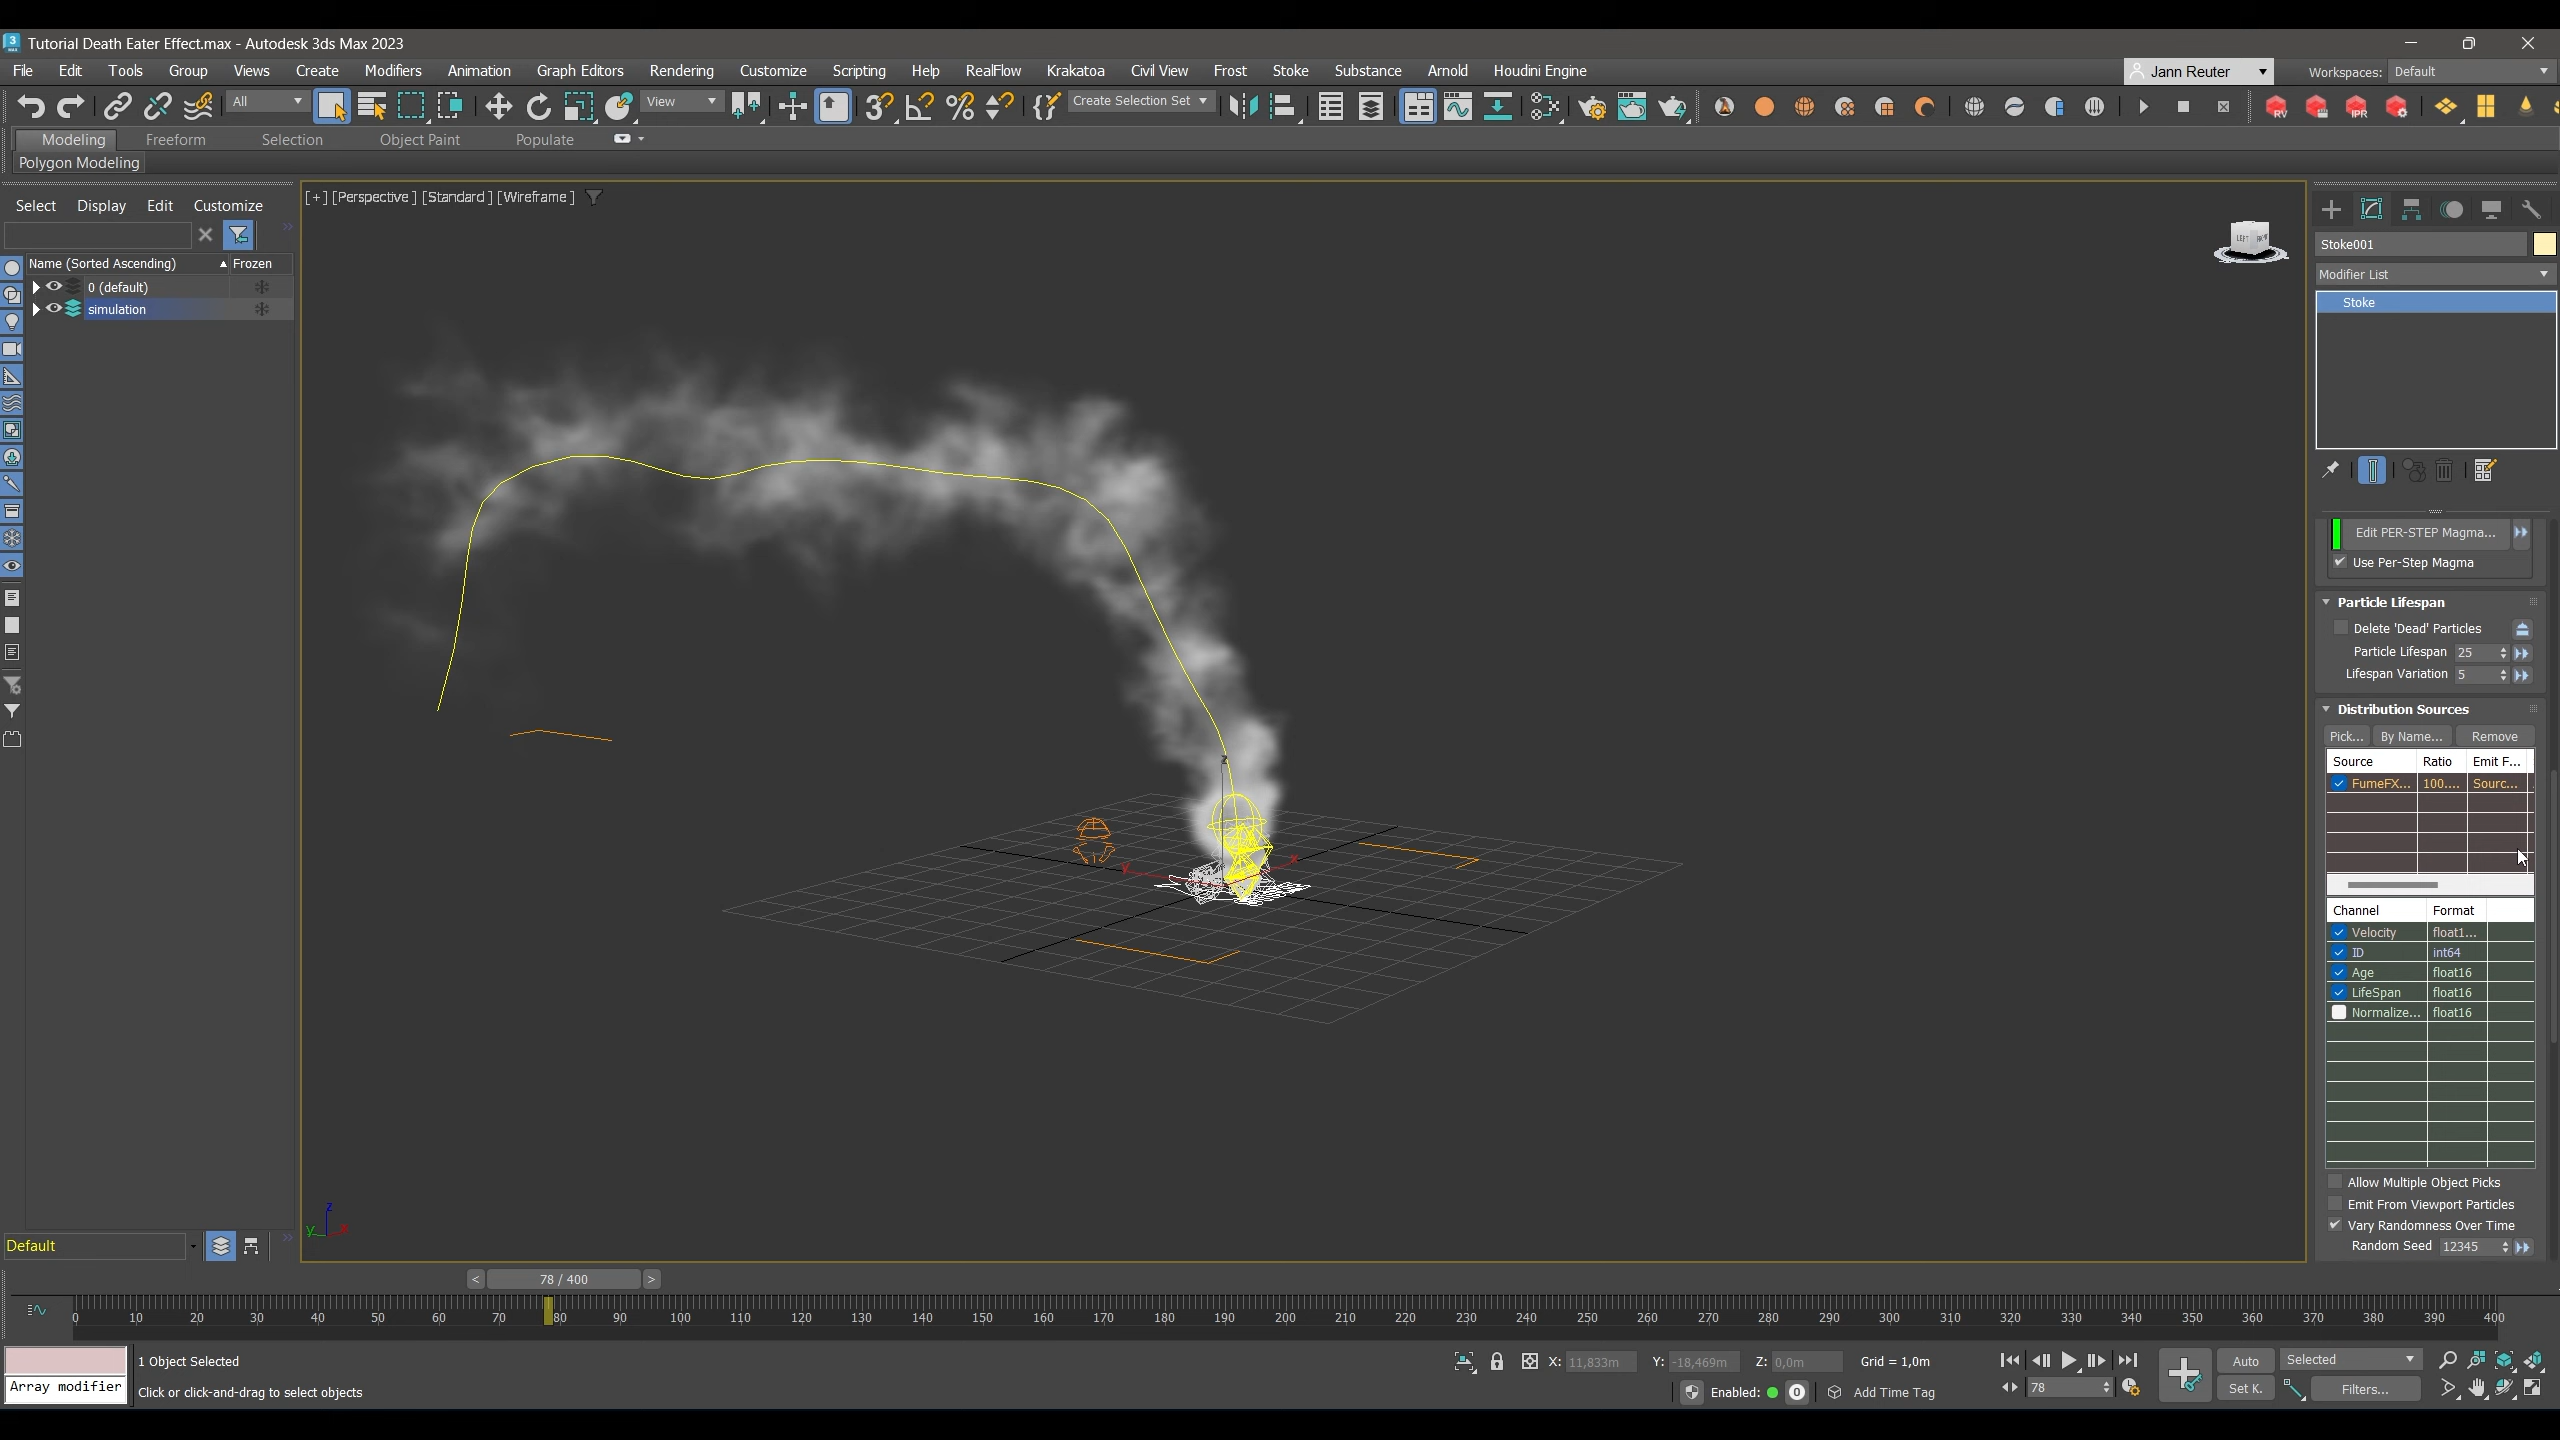 Tutorial Death Eater Effect.max - Autodesk 3ds Max 2023
File Edit Tools Group Views Create Modifiers Animation Graph Editors Rendering Customize Scripting Help RealFlow Krakatoa Civil View Frost Stoke Substance Arnold Houdini Engine
Jann Reuter Workspaces: Default
All View Create Selection Set
Modeling Freeform Selection Object Paint Populate
Polygon Modeling
Select Display Edit Customize
Name (Sorted Ascending) Frozen
0 (default)
simulation
[+] [Perspective] [Standard] [Wireframe]
LEFT
z
y
x
z
y
x
Stoke001
Modifier List
Stoke
Edit PER-STEP Magma...
Use Per-Step Magma
Particle Lifespan
Delete 'Dead' Particles
Particle Lifespan 25
Lifespan Variation 5
Distribution Sources
Pick... By Name... Remove
Source Ratio Emit F...
FumeFX... 100.... Sourc...
Channel Format
Velocity float1...
ID int64
Age float16
LifeSpan float16
Normalize... float16
Allow Multiple Object Picks
Emit From Viewport Particles
Vary Randomness Over Time
Random Seed 12345
Default
< 78 / 400 >
0 10 20 30 40 50 60 70 80 90 100 110 120 130 140 150 160 170 180 190 200 210 220 230 240 250 260 270 280 290 300 310 320 330 340 350 360 370 380 390 400
Array modifier
1 Object Selected
Click or click-and-drag to select objects
X: 11,833m Y: -18,469m Z: 0,0m Grid = 1,0m
Enabled: 0 Add Time Tag
78
Auto Selected
Set K. Filters...